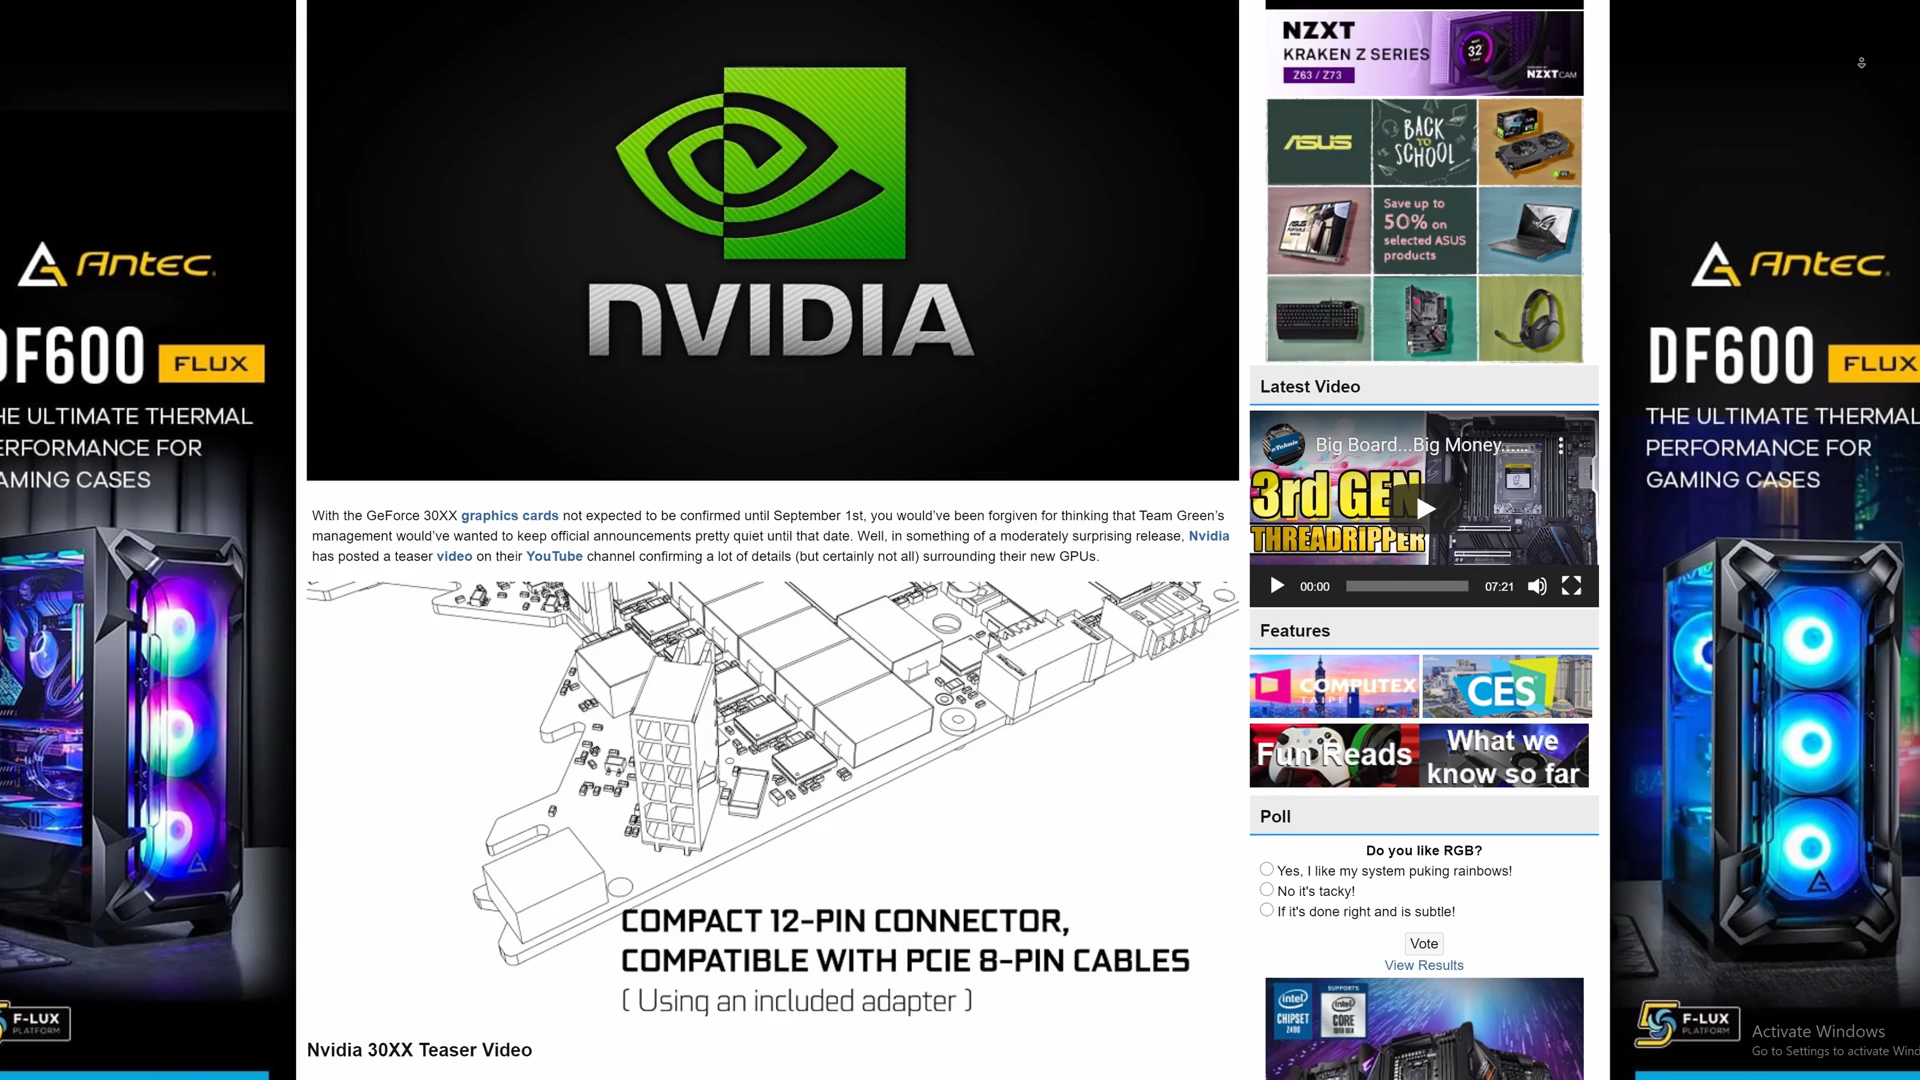 NVIDIA
With the GeForce 30XX graphics cards not expected to be confirmed until September 1st, you would’ve been forgiven for thinking that Team Green’s
management would’ve wanted to keep official announcements pretty quiet until that date. Well, in something of a moderately surprising release, Nvidia
has posted a teaser video on their YouTube channel confirming a lot of details (but certainly not all) surrounding their new GPUs.
COMPACT 12-PIN CONNECTOR,
COMPATIBLE WITH PCIE 8-PIN CABLES
( Using an included adapter )
Nvidia 30XX Teaser Video
Antec.
DF600 FLUX
HE ULTIMATE THERMAL
ERFORMANCE FOR
AMING CASES
F-LUX
PLATFORM
NZXT
KRAKEN Z SERIES
Z63 / Z73
32
NZXT CAM
ASUS
BACK
TO
SCHOOL
Save up to
50% on
selected ASUS
products
Latest Video
Big Board...Big Money......
3rd GEN
THREADRIPPER
00:00
07:21
Features
COMPUTEX
TAIPEI
CES
Fun Reads
What we
know so far
Poll
Do you like RGB?
Yes, I like my system puking rainbows!
No it's tacky!
If it's done right and is subtle!
Vote
View Results
intel
CHIPSET
Z490
SUPPORTS
intel
CORE
Antec.
DF600 FLUX
THE ULTIMATE THERMAL
PERFORMANCE FOR
GAMING CASES
F-LUX
PLATFORM
Activate Windows
Go to Settings to activate Wind